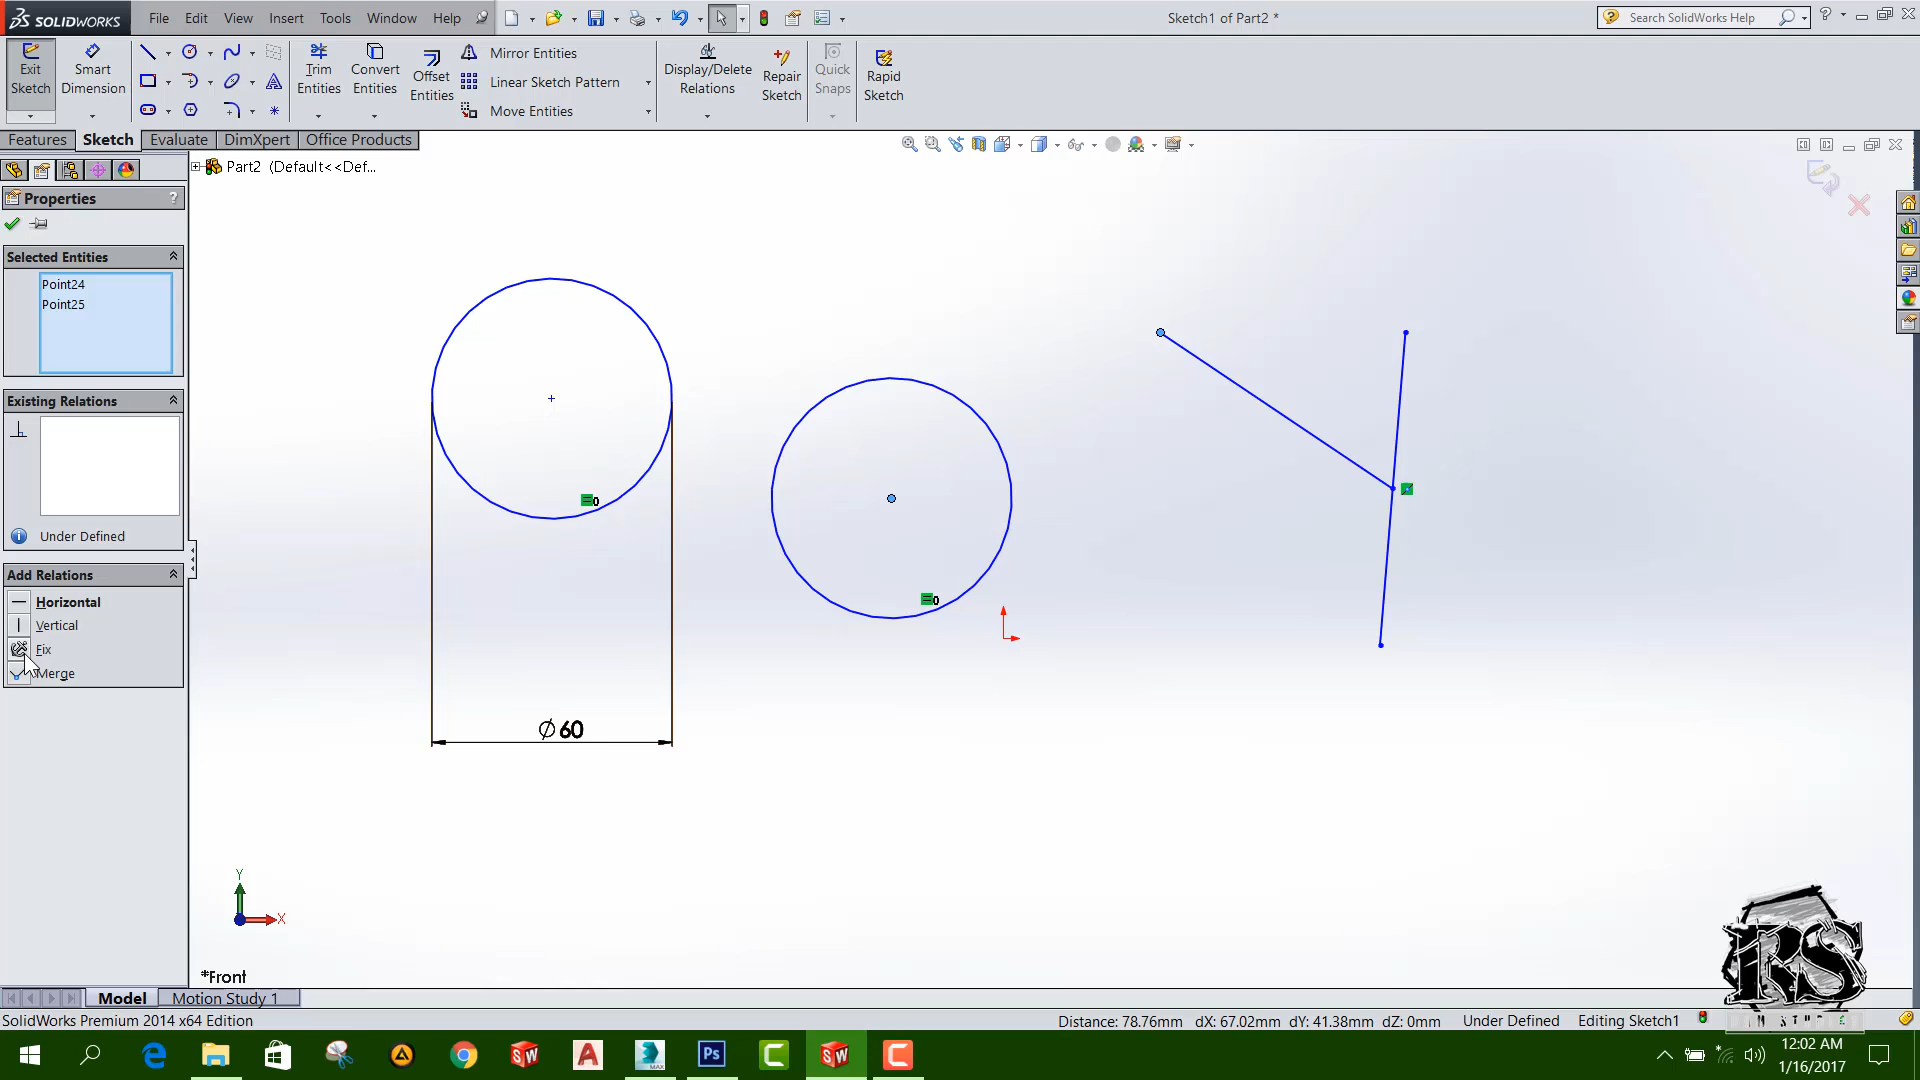 SOLIDWORKS
File Edit View Insert Tools Window Help
Sketch1 of Part2 *
Search SolidWorks Help
Exit Sketch
Smart Dimension
Trim Entities
Convert Entities
Offset Entities
Mirror Entities
Linear Sketch Pattern
Move Entities
Display/Delete Relations
Repair Sketch
Quick Snaps
Rapid Sketch
Features Sketch Evaluate DimXpert Office Products
Part2 (Default<<Def...
Properties ?
Selected Entities
Point24
Point25
Existing Relations
Under Defined
Add Relations
Horizontal
Vertical
Fix
Merge
0
0
Ø60
Y
X
*Front
RS
Model Motion Study 1
SolidWorks Premium 2014 x64 Edition
Distance: 78.76mm dX: 67.02mm dY: 41.38mm dZ: 0mm Under Defined Editing Sketch1
12:02 AM
1/16/2017